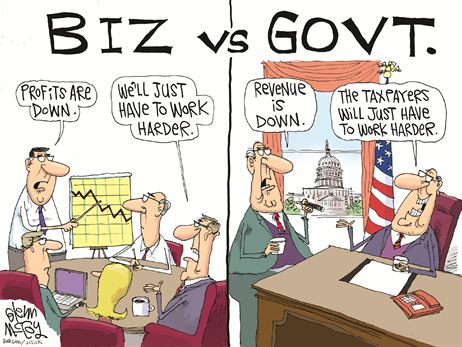 BIZ vs GOVT.
PROFITS ARE
DOWN.
WE'LL JUST
HAVE TO WORK
HARDER.
REVENUE
IS
DOWN.
THE TAXPAYERS
WILL JUST HAVE
TO WORK HARDER.
Glenn
McCoy